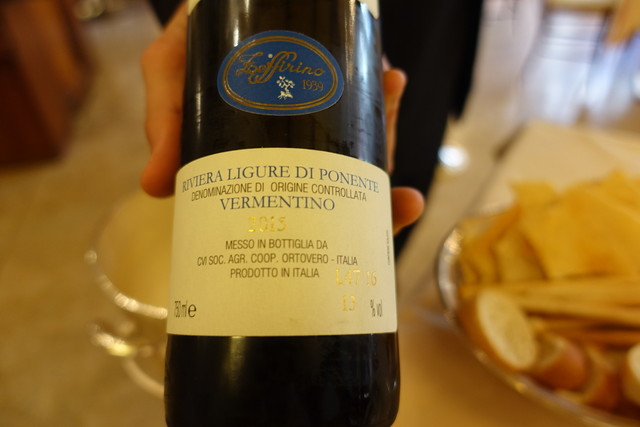 Zeffirino
1939
RIVIERA LIGURE DI PONENTE
DENOMINAZIONE DI ORIGINE CONTROLLATA
VERMENTINO
2015
MESSO IN BOTTIGLIA DA
CVI SOC. AGR. COOP. ORTOVERO - ITALIA
PRODOTTO IN ITALIA
750 ml e
% vol